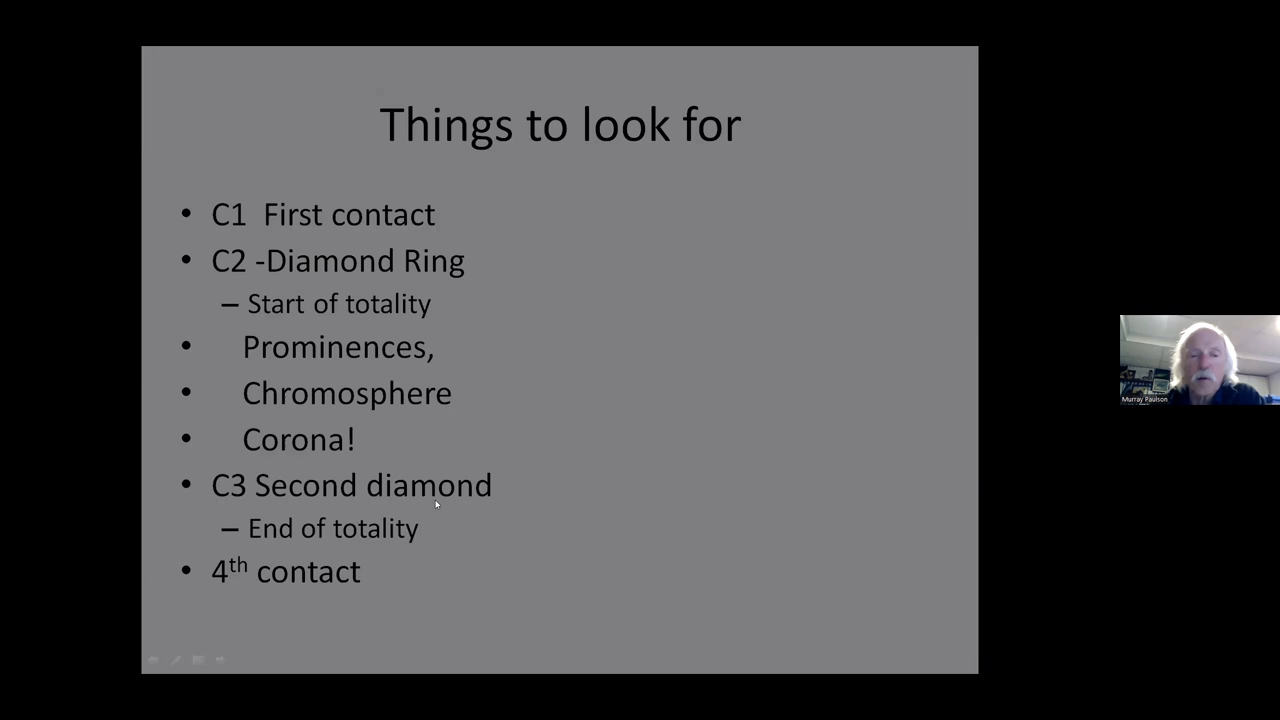 Things to look for
• C1  First contact
• C2 -Diamond Ring
– Start of totality
• Prominences,
• Chromosphere
• Corona!
• C3 Second diamond
– End of totality
• 4th contact
Murray Paulson